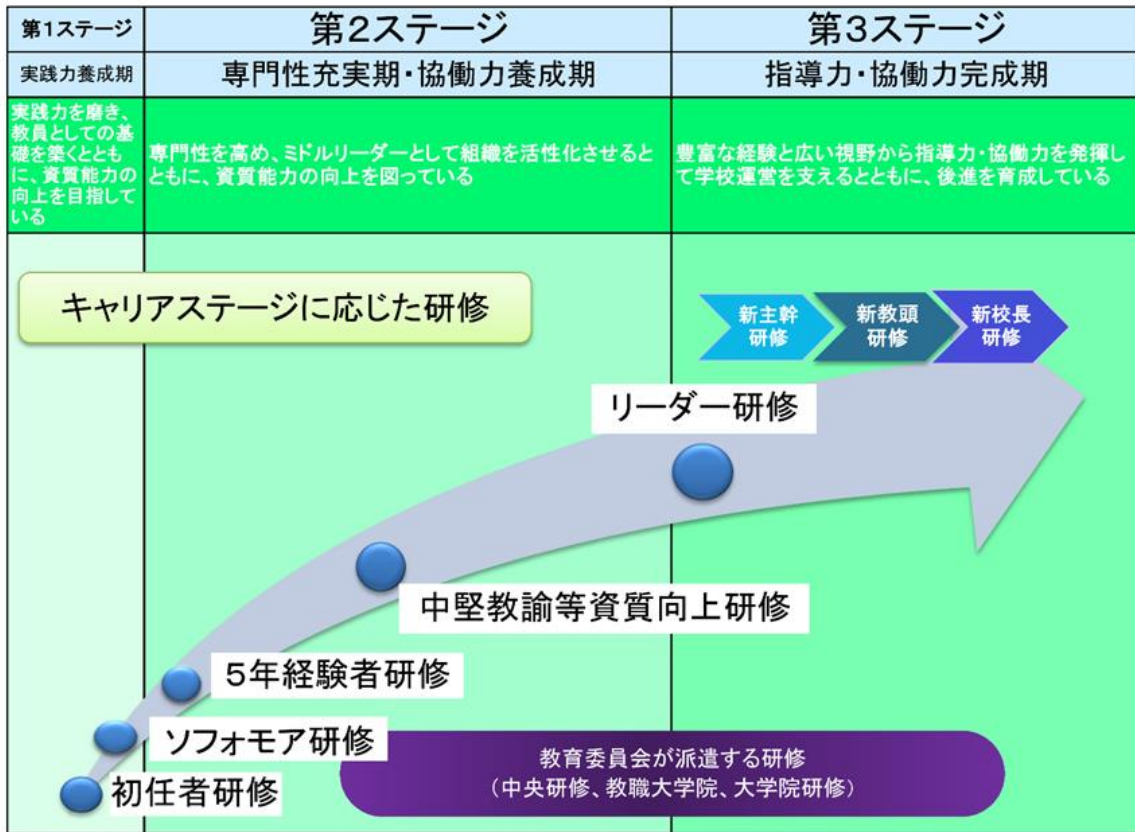 第1ステージ
第2ステージ
第3ステージ
実践力養成期
専門性充実期・協働力養成期
指導力・協働力完成期
実践力を磨き、
教員としての基
礎を築くととも
に、資質能力の
向上を目指して
いる
専門性を高め、ミドルリーダーとして組織を活性化させると
ともに、資質能力の向上を図っている
豊富な経験と広い視野から指導力・協働力を発揮し
て学校運営を支えるとともに、後進を育成している
キャリアステージに応じた研修
新主幹
研修
新教頭
研修
新校長
研修
リーダー研修
中堅教諭等資質向上研修
5年経験者研修
ソフォモア研修
初任者研修
教育委員会が派遣する研修
(中央研修、教職大学院、大学院研修)